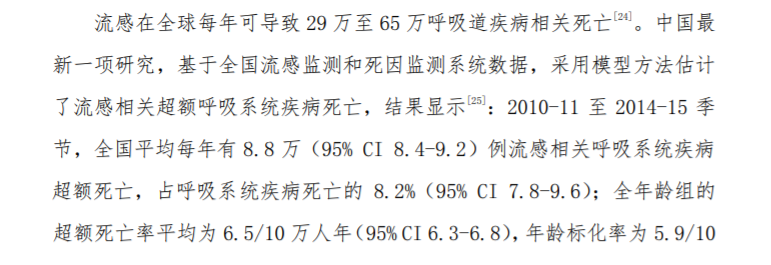 流感在全球每年可导致 29 万至 65 万呼吸道疾病相关死亡[24]。中国最
新一项研究，基于全国流感监测和死因监测系统数据，采用模型方法估计
了流感相关超额呼吸系统疾病死亡，结果显示[25]：2010-11 至 2014-15 季
节，全国平均每年有 8.8 万（95% CI 8.4-9.2）例流感相关呼吸系统疾病
超额死亡，占呼吸系统疾病死亡的 8.2%（95% CI 7.8-9.6）；全年龄组的
超额死亡率平均为 6.5/10 万人年（95%CI 6.3-6.8），年龄标化率为 5.9/10